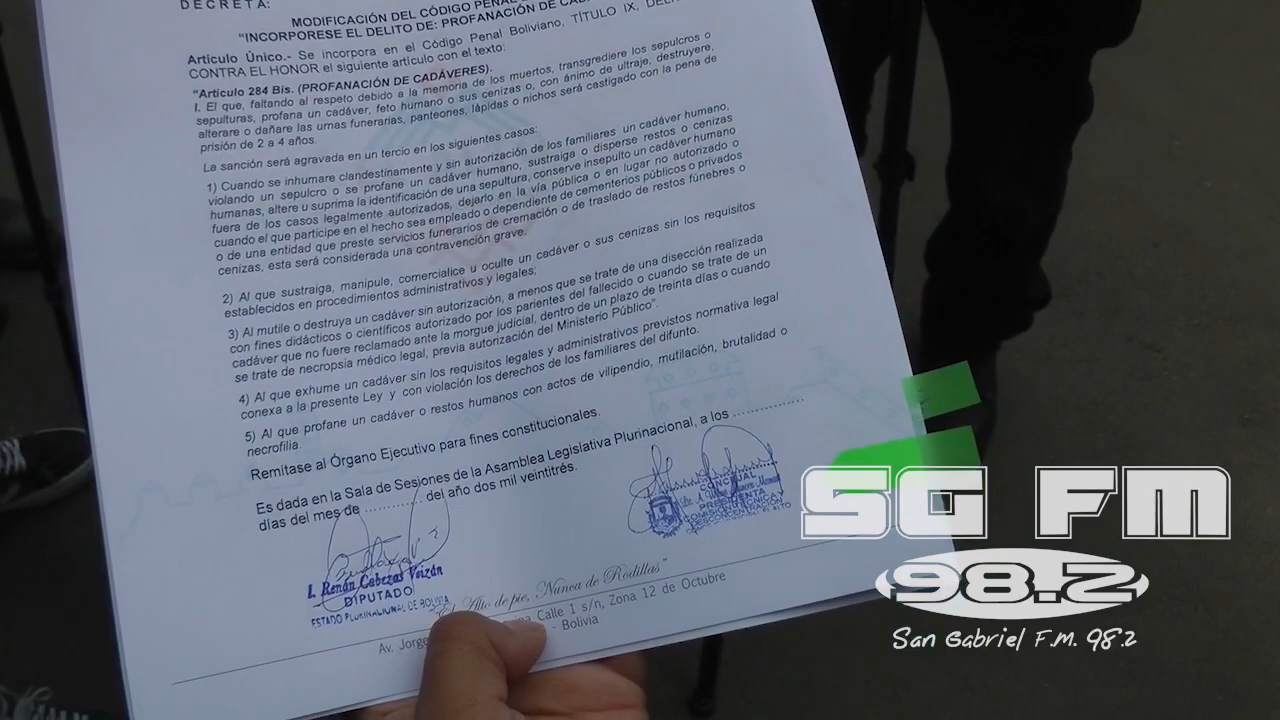 DECRETA:
MODIFICACIÓN DEL CÓDIGO PENAL
"INCORPORESE EL DELITO DE: PROFANACIÓN DE
Artículo Único.- Se incorpora en el Código Penal Boliviano, TÍTULO IX,
CONTRA EL HONOR el siguiente artículo con el texto:
"Artículo 284 Bis. (PROFANACIÓN DE CADÁVERES).
I. El que, faltando al respeto debido a la memoria de los muertos, transgrediere los sepulcros o
sepulturas, profana un cadáver, feto humano o sus cenizas o, con ánimo de ultraje, destruyere,
alterare o dañare las urnas funerarias, panteones, lápidas o nichos será castigado con la pena de
prisión de 2 a 4 años.
La sanción será agravada en un tercio en los siguientes casos:
1) Cuando se inhumare clandestinamente y sin autorización de los familiares un cadáver humano,
violando un sepulcro o se profane un cadáver humano, sustraiga o disperse restos o cenizas
humanas, altere u suprima la identificación de una sepultura, conserve insepulto un cadáver humano
fuera de los casos legalmente autorizados, dejarlo en la vía pública o en lugar no autorizado o
cuando el que participe en el hecho sea empleado o dependiente de cementerios públicos o privados
o de una entidad que preste servicios funerarios de cremación o de traslado de restos fúnebres o
cenizas, esta será considerada una contravención grave.
2) Al que sustraiga, manipule, comercialice u oculte un cadáver o sus cenizas sin los requisitos
establecidos en procedimientos administrativos y legales;
3) Al mutile o destruya un cadáver sin autorización, a menos que se trate de una disección realizada
con fines didácticos o científicos autorizado por los parientes del fallecido o cuando se trate de un
cadáver que no fuere reclamado ante la morgue judicial, dentro de un plazo de treinta días o cuando
se trate de necropsia médico legal, previa autorización del Ministerio Público".
4) Al que exhume un cadáver sin los requisitos legales y administrativos previstos normativa legal
conexa a la presente Ley y con violación los derechos de los familiares del difunto.
5) Al que profane un cadáver o restos humanos con actos de vilipendio, mutilación, brutalidad o
necrofilia.
Remítase al Órgano Ejecutivo para fines constitucionales.
Es dada en la Sala de Sesiones de la Asamblea Legislativa Plurinacional, a los ................
días del mes de .............. del año dos mil veintitrés.
I. Renán Cabezas Veizán
DIPUTADO
ESTADO PLURINACIONAL DE BOLIVIA
CONCEJAL
PRESIDENTA
COMISIÓN TÉCNICA Y
"El Alto de pie, Nunca de Rodillas"
Av. Jorge Calle 1 s/n, Zona 12 de Octubre
- Bolivia
SG FM
98.2
San Gabriel F.M. 98.2